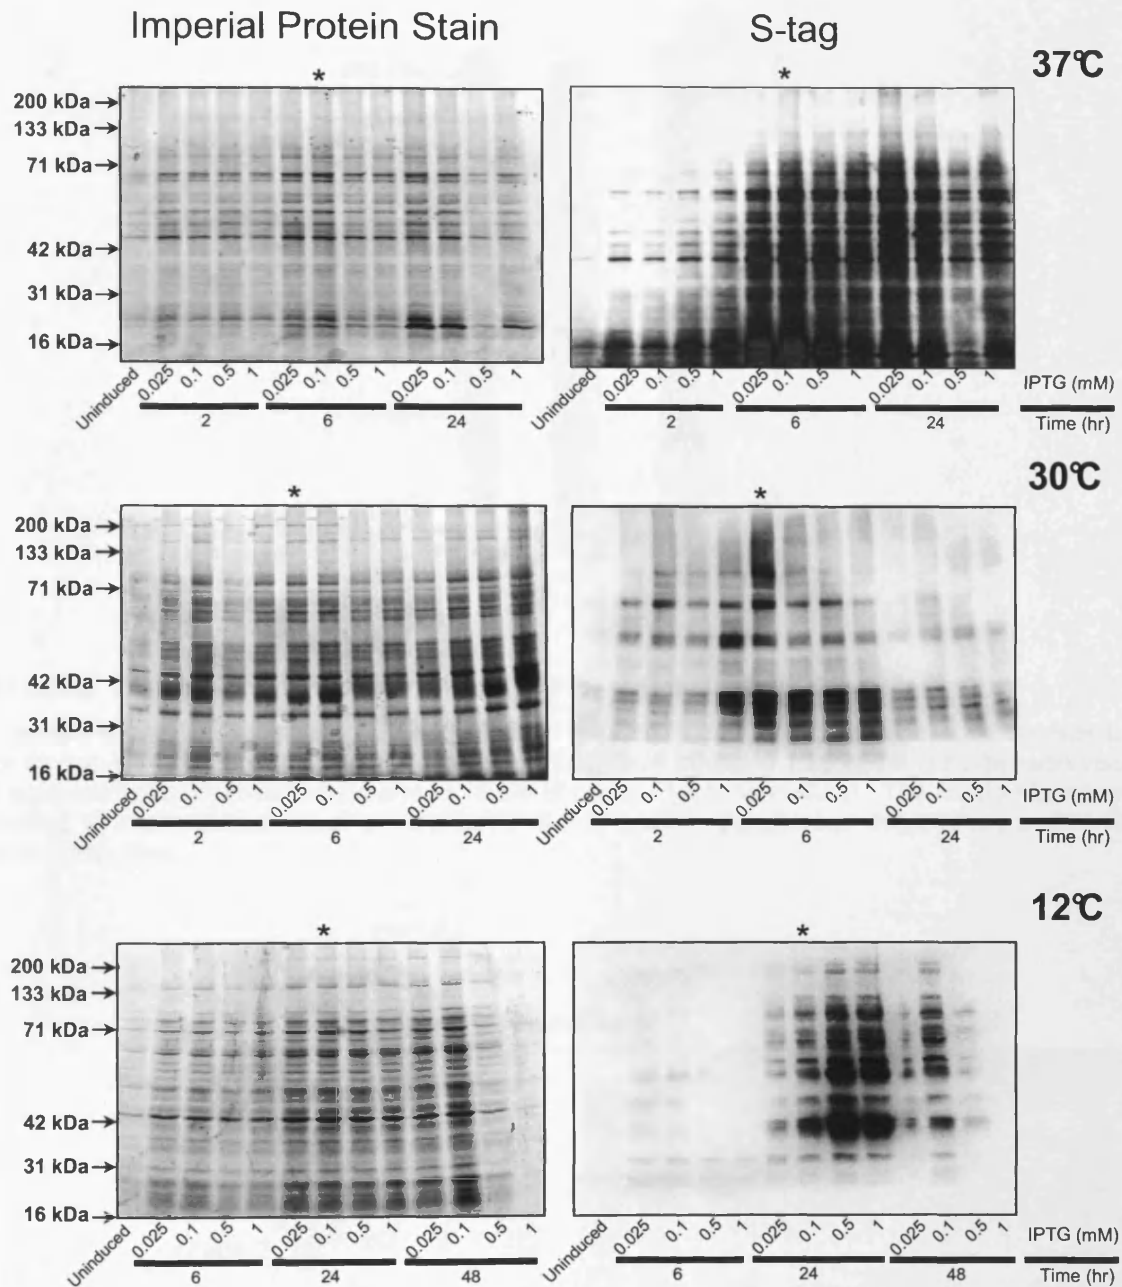 Imperial Protein Stain
S-tag
37°C
*
*
200 kDa
133 kDa
71 kDa
42 kDa
31 kDa
16 kDa
Uninduced 0.025 0.1 0.5 1 0.025 0.1 0.5 1 0.025 0.1 0.5 1
Uninduced 0.025 0.1 0.5 1 0.025 0.1 0.5 1 0.025 0.1 0.5 1 IPTG (mM)
2 6 24
2 6 24 Time (hr)
30°C
*
*
200 kDa
133 kDa
71 kDa
42 kDa
31 kDa
16 kDa
Uninduced 0.025 0.1 0.5 1 0.025 0.1 0.5 1 0.025 0.1 0.5 1
Uninduced 0.025 0.1 0.5 1 0.025 0.1 0.5 1 0.025 0.1 0.5 1 IPTG (mM)
2 6 24
2 6 24 Time (hr)
12°C
*
*
200 kDa
133 kDa
71 kDa
42 kDa
31 kDa
16 kDa
Uninduced 0.025 0.1 0.5 1 0.025 0.1 0.5 1 0.025 0.1 0.5 1
Uninduced 0.025 0.1 0.5 1 0.025 0.1 0.5 1 0.025 0.1 0.5 1 IPTG (mM)
6 24 48
6 24 48 Time (hr)